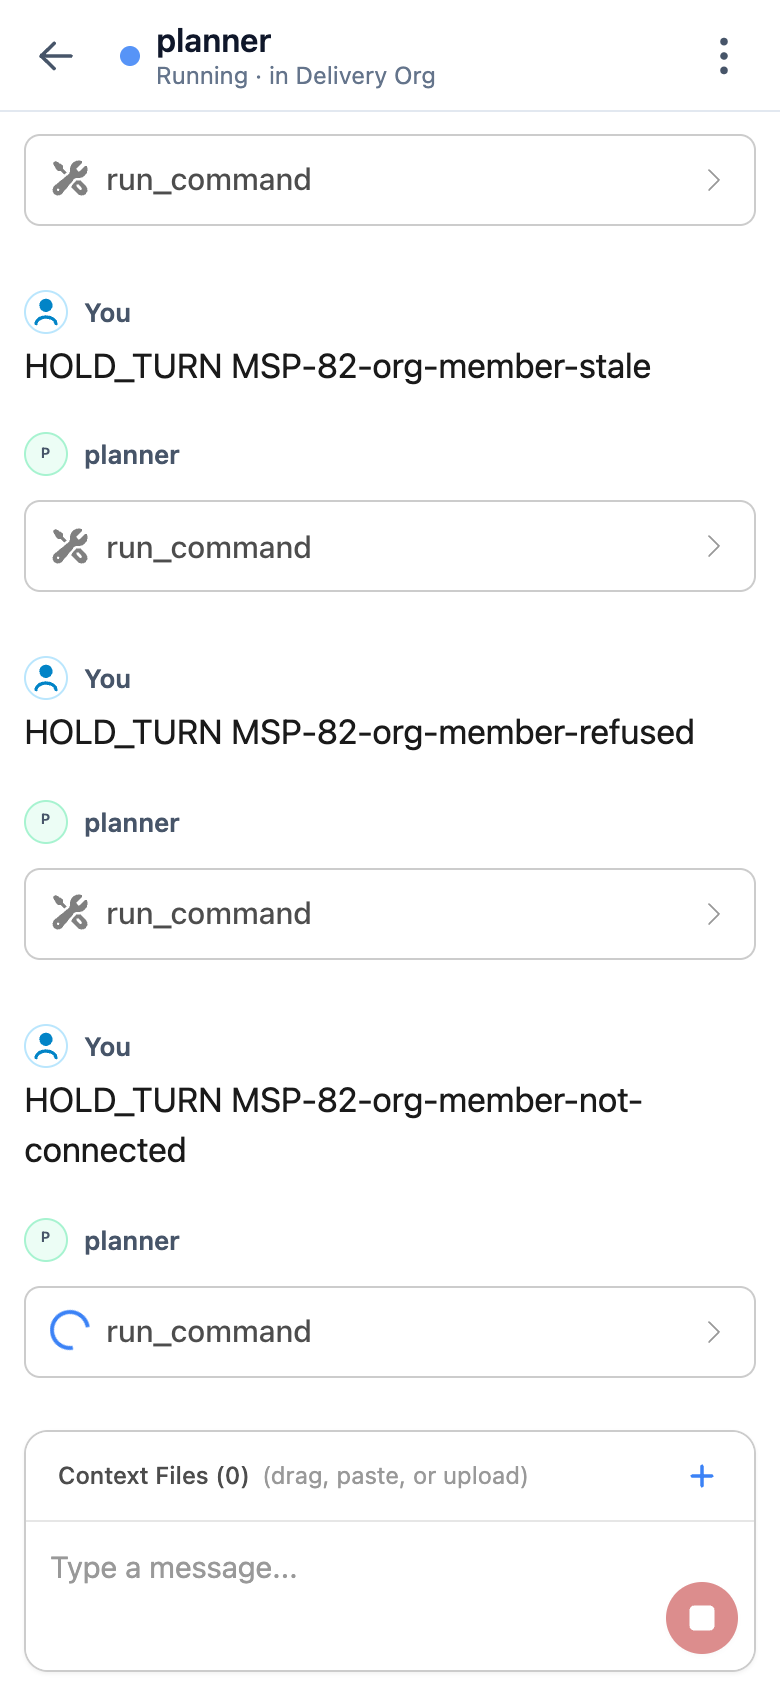 planner
Running · in Delivery Org
run_command
You
HOLD_TURN MSP-82-org-member-stale
P
planner
run_command
You
HOLD_TURN MSP-82-org-member-refused
P
planner
run_command
You
HOLD_TURN MSP-82-org-member-not-
connected
P
planner
run_command
Context Files (0) (drag, paste, or upload)
Type a message...